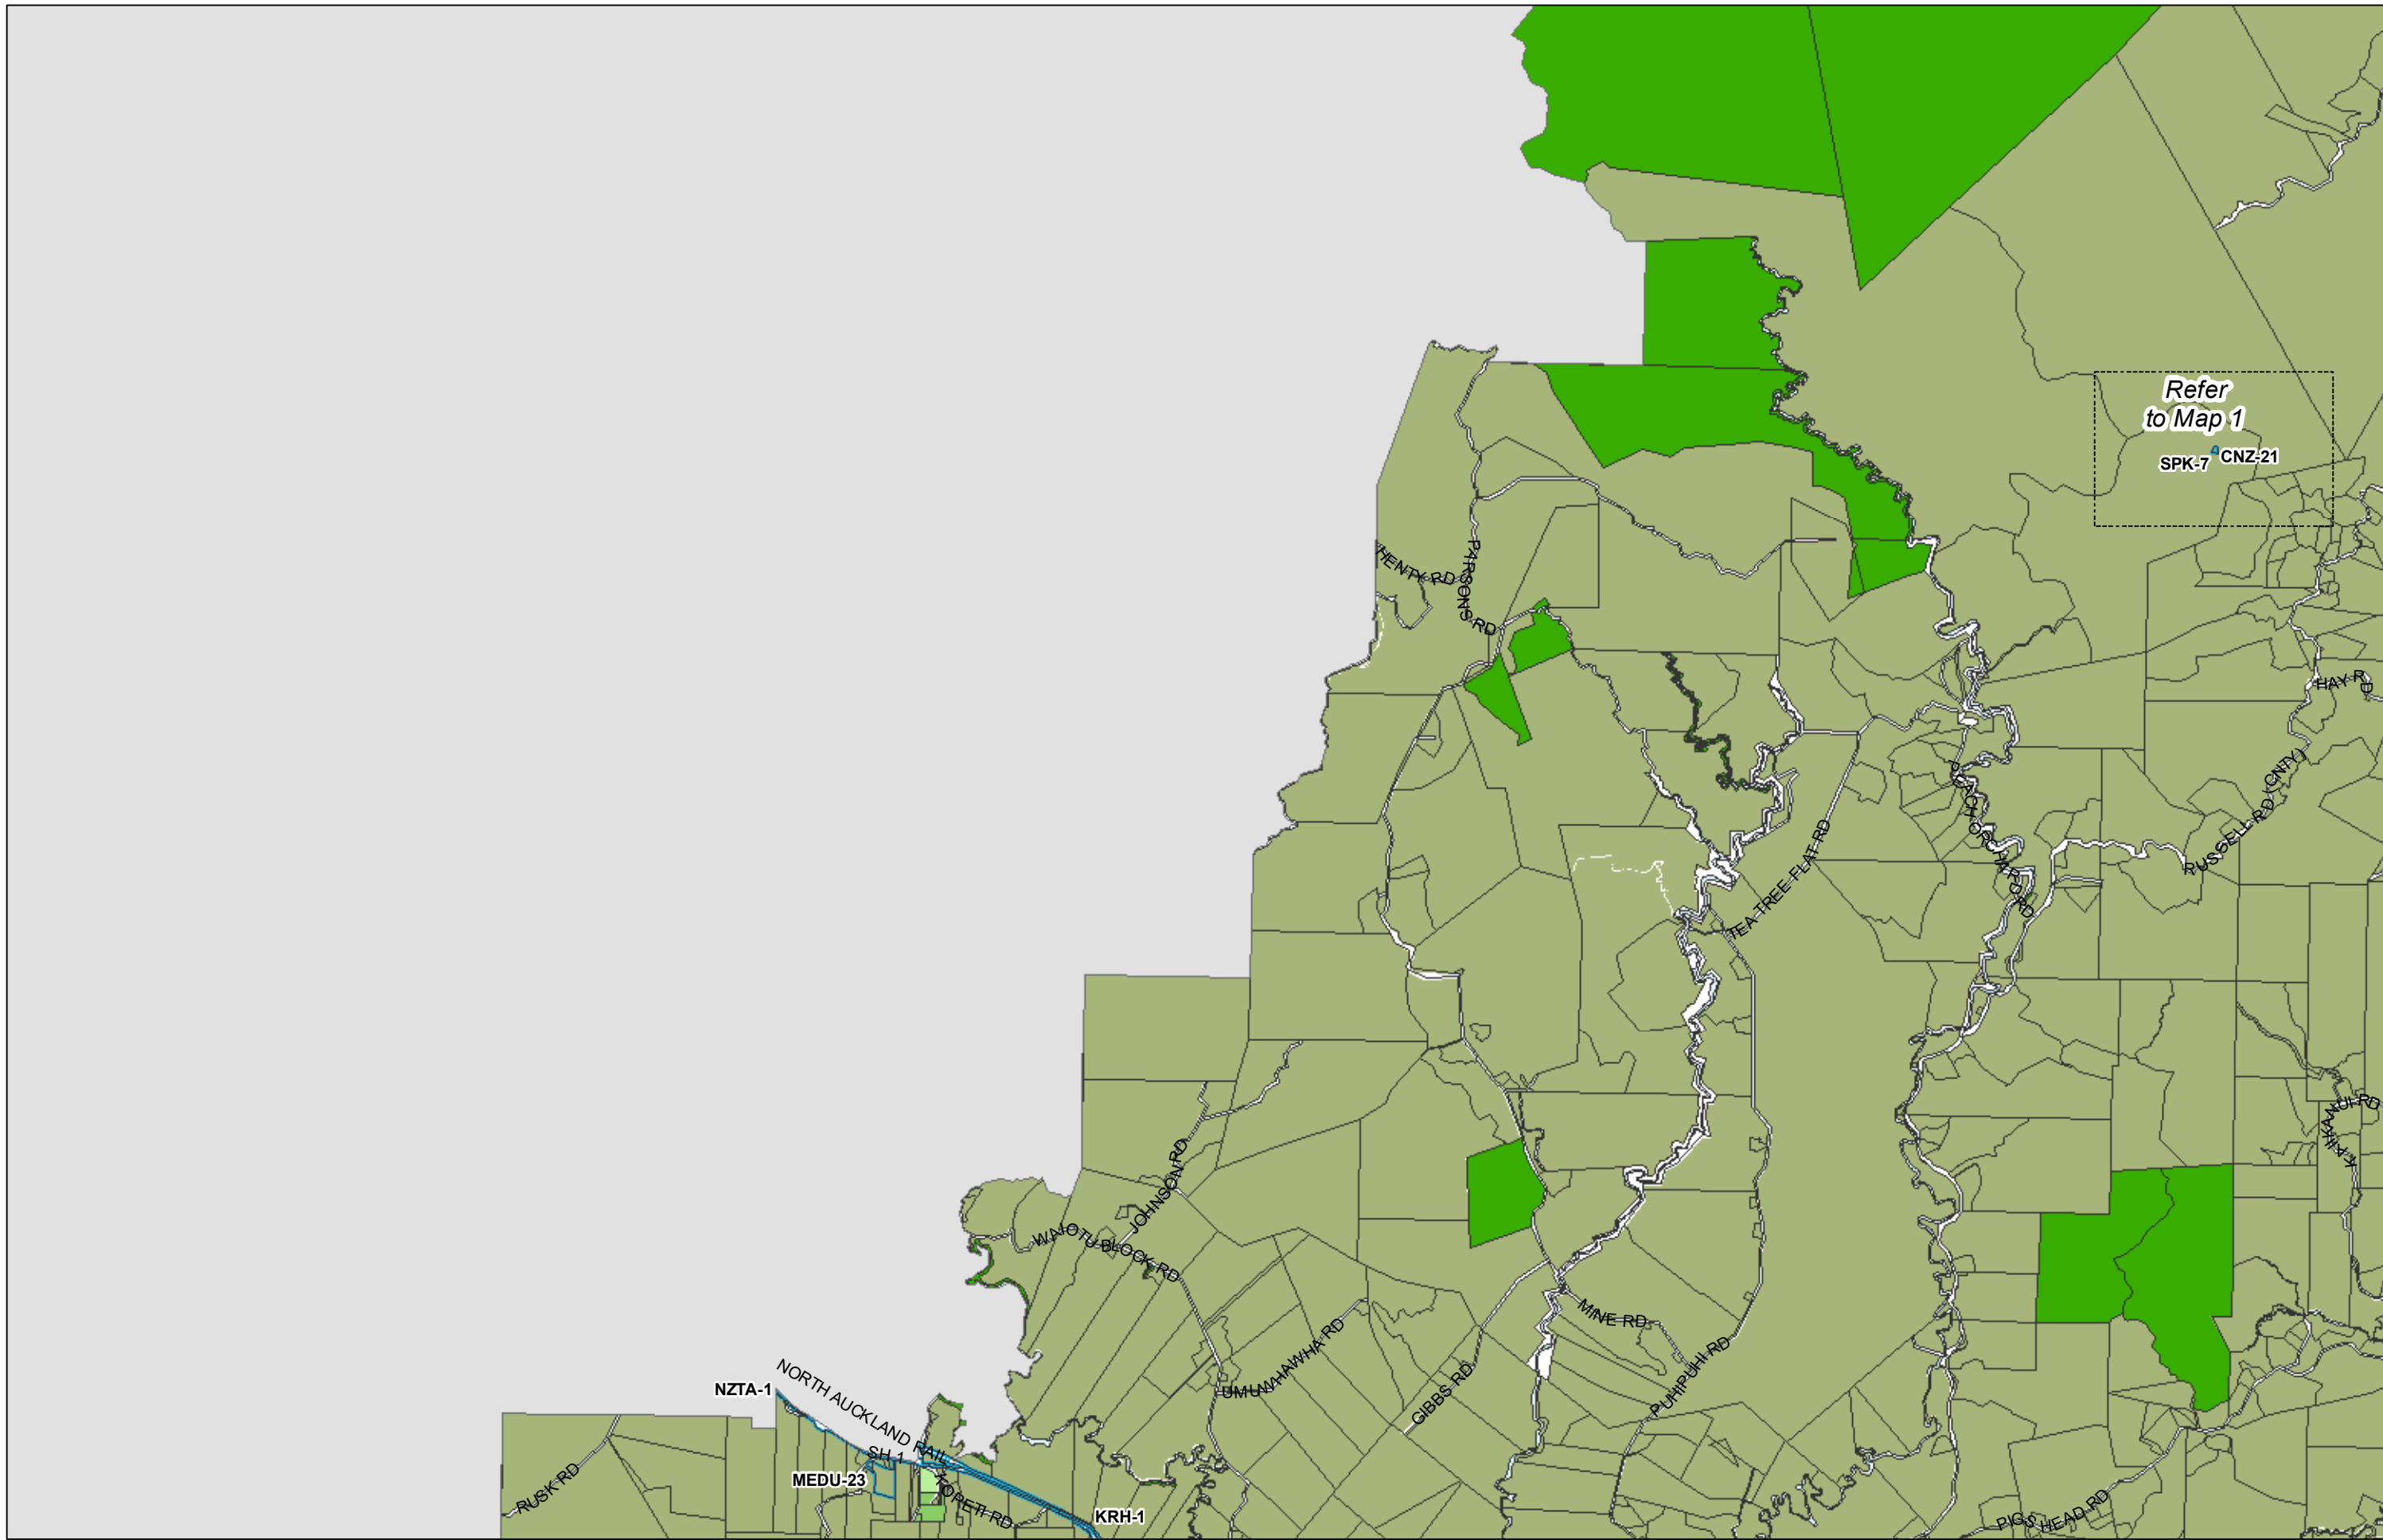 Refer
to Map 1
SPK-7
CNZ-21
HENTY RD
PARSONS RD
HAY RD
RUSSELL RD (CNTY)
PEACH ORCHARD RD
TEA TREE FLAT RD
KAIKANUI RD
JOHNSON RD
WAIOTU BLOCK RD
MINE RD
UMUWHAWHA RD
PUHIPUHI RD
GIBBS RD
NORTH AUCKLAND RAIL
NZTA-1
SH 1
MEDU-23
RUSK RD
KOPETI RD
KRH-1
PIGS HEAD RD